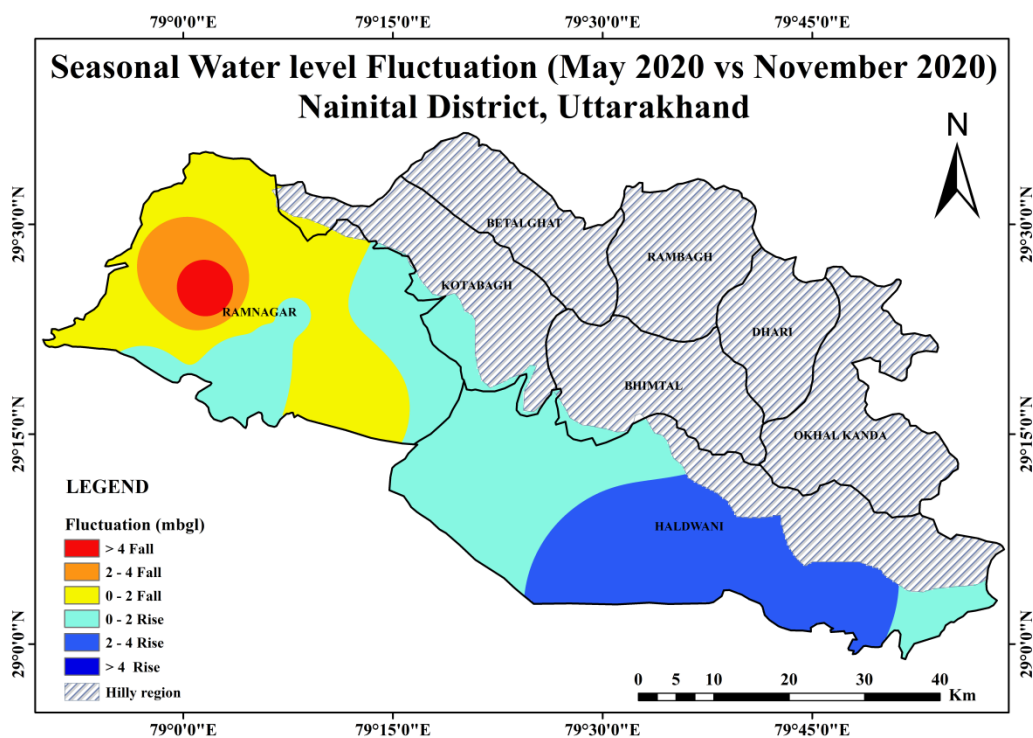 79°0'0"E 79°15'0"E 79°30'0"E 79°45'0"E
Seasonal Water level Fluctuation (May 2020 vs November 2020)
Nainital District, Uttarakhand
N
29°30'0"N
29°30'0"N
BETALGHAT
RAMBAGH
KOTABAGH
RAMNAGAR
DHARI
BHIMTAL
29°15'0"N
29°15'0"N
OKHAL KANDA
HALDWANI
LEGEND
Fluctuation (mbgl)
> 4 Fall
2 - 4 Fall
0 - 2 Fall
0 - 2 Rise
2 - 4 Rise
> 4 Rise
Hilly region
29°0'0"N
29°0'0"N
0 5 10 20 30 40
Km
79°0'0"E 79°15'0"E 79°30'0"E 79°45'0"E